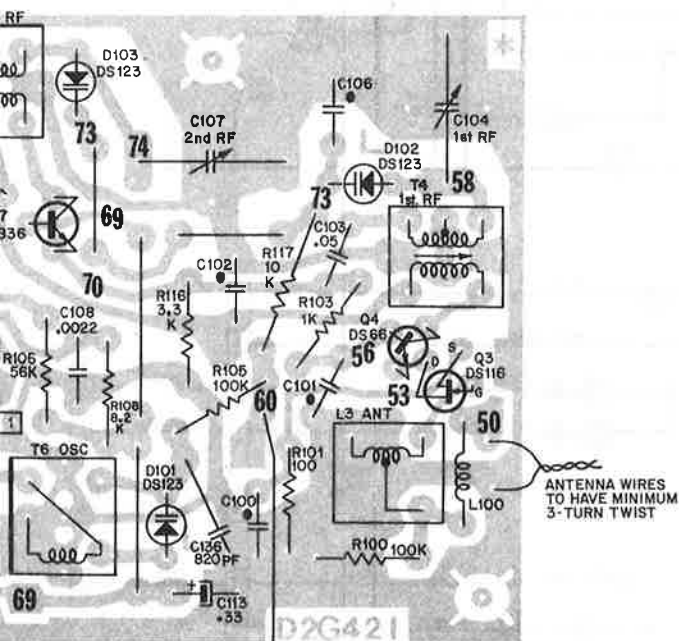 RF
D103
DS123
73
74
C107
2nd RF
C106
C104
1st RF
D102
DS123
73
58
T4
1st RF
69
C103
.05
R117
10
K
C102
70
R116
3.3
K
R103
1K
Q4
DS66
56
S
D
Q3
DS116
G
C108
.0022
R105
56K
R108
8.2
K
R105
100K
C101
60
53
50
L3 ANT
1
T6 OSC
D101
DS123
R101
100
C100
L100
ANTENNA WIRES
TO HAVE MINIMUM
3-TURN TWIST
C136
820PF
R100 100K
69
+
C113
.33
D2G421